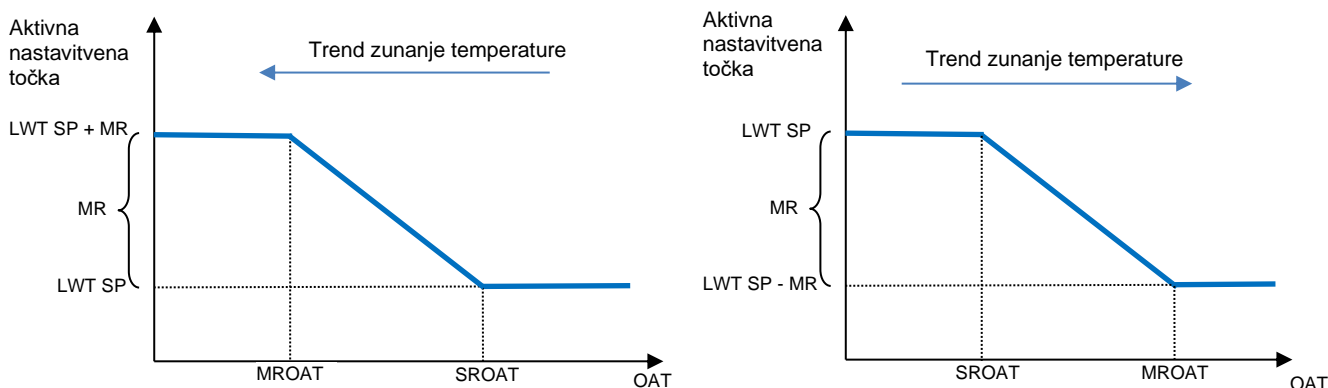 Aktivna
nastavitvena
točka
Trend zunanje temperature
LWT SP + MR
MR
LWT SP
MROAT
SROAT
OAT
Aktivna
nastavitvena
točka
Trend zunanje temperature
LWT SP
MR
LWT SP - MR
SROAT
MROAT
OAT